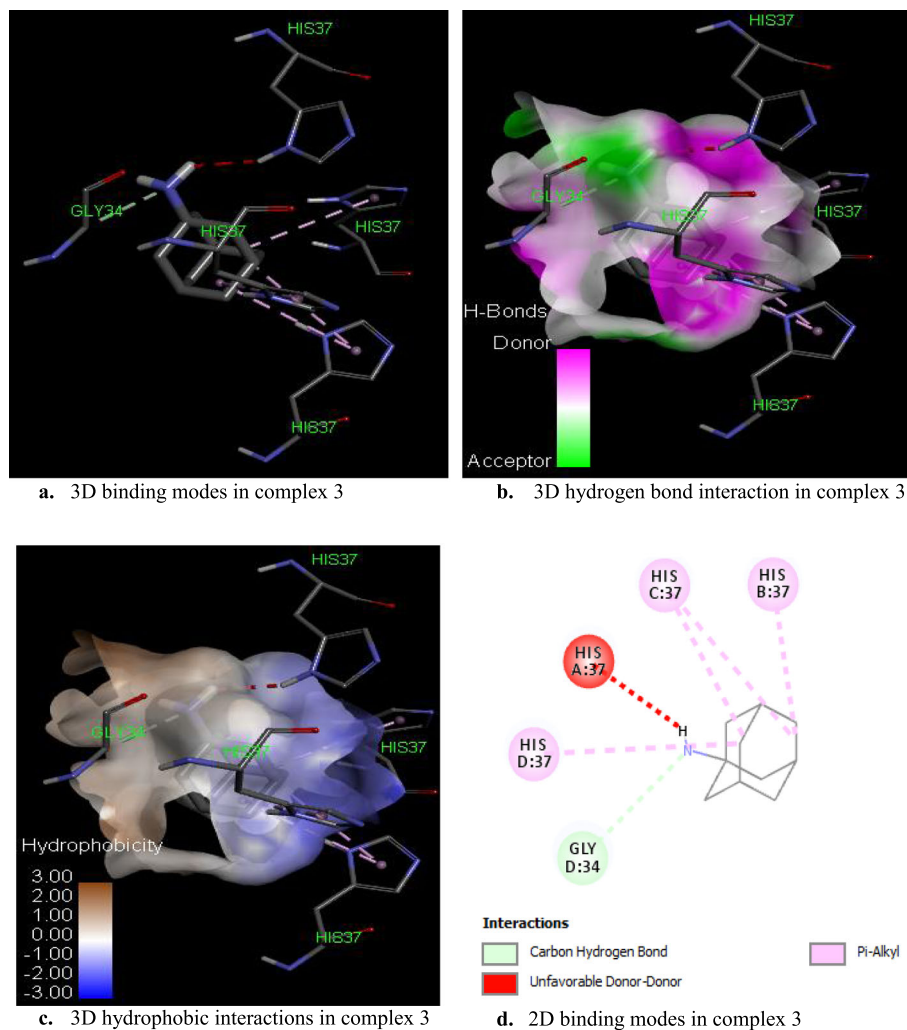 HIS37
GLY34
HIS37
HIS37
HIS37
a. 3D binding modes in complex 3
HIS37
GLY34
HIS37
HIS37
H-Bonds
Donor
Acceptor
HIS37
b. 3D hydrogen bond interaction in complex 3
HIS37
GLY34
HIS37
HIS37
Hydrophobicity
3.00
2.00
1.00
0.00
-1.00
-2.00
-3.00
HIS37
c. 3D hydrophobic interactions in complex 3
HIS
C:37
HIS
B:37
HIS
A:37
H
N
HIS
D:37
GLY
D:34
Interactions
Carbon Hydrogen Bond
Unfavorable Donor-Donor
Pi-Alkyl
d. 2D binding modes in complex 3